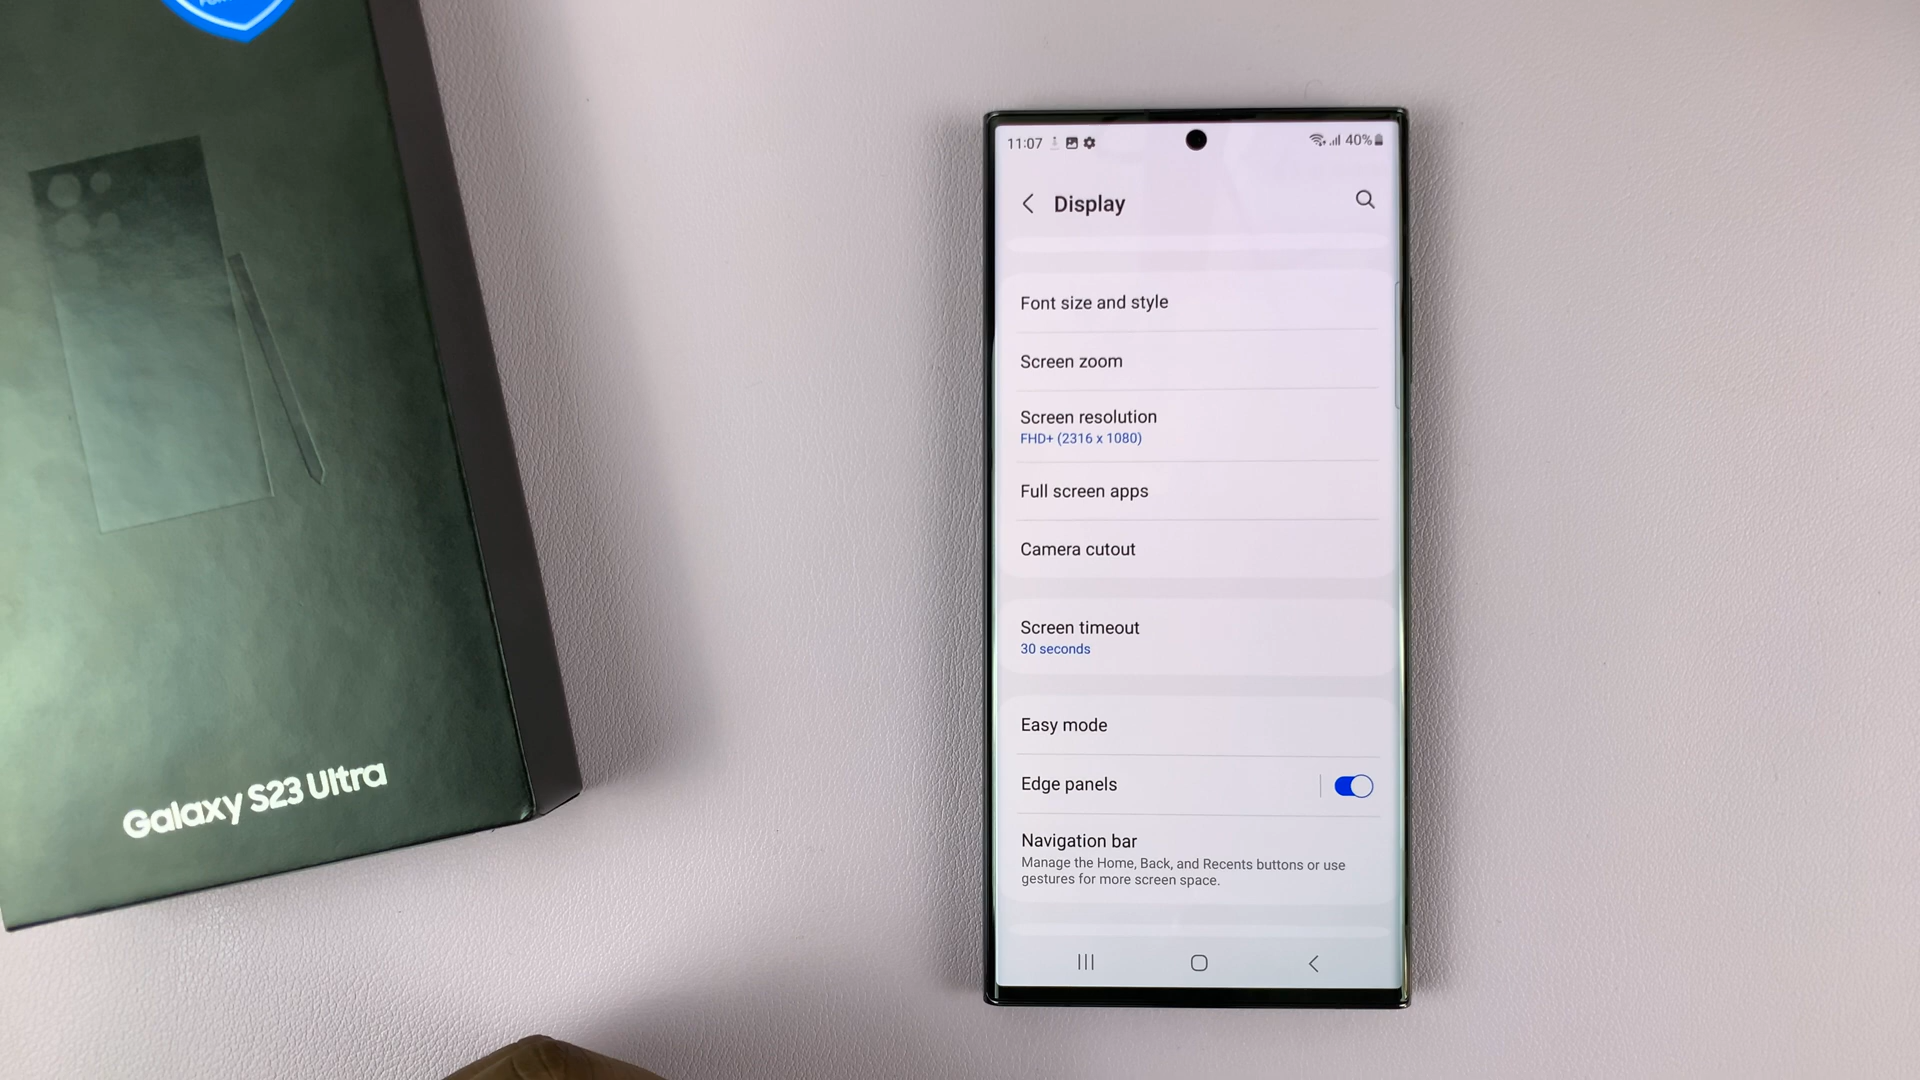 Galaxy S23 Ultra
11:07
40%
Display
Font size and style
Screen zoom
Screen resolution
FHD+ (2316 x 1080)
Full screen apps
Camera cutout
Screen timeout
30 seconds
Easy mode
Edge panels
Navigation bar
Manage the Home, Back, and Recents buttons or use
gestures for more screen space.